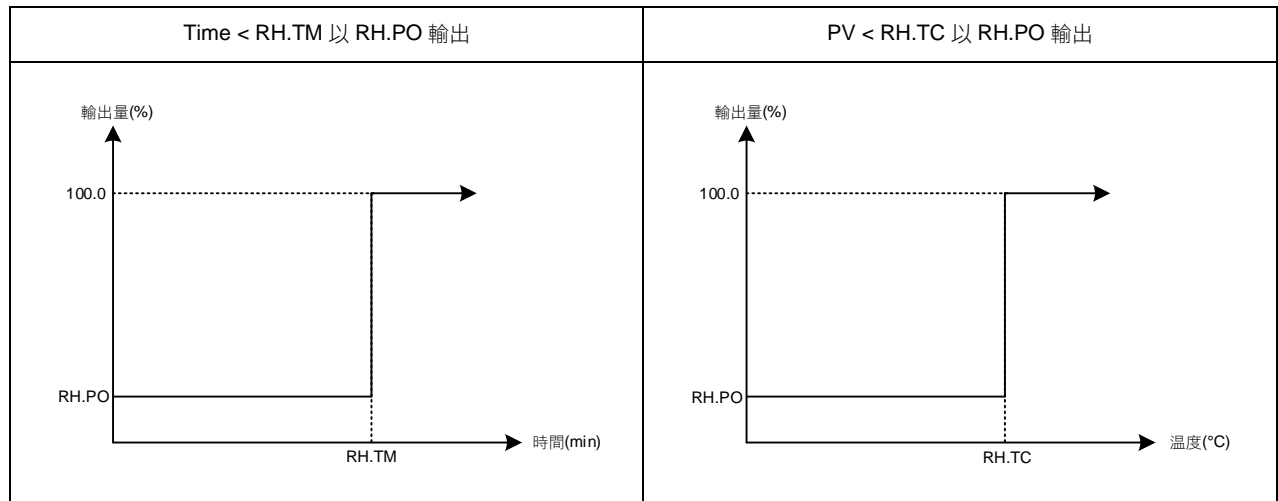 Time < RH.TM 以 RH.PO 輸出
PV < RH.TC 以 RH.PO 輸出
輸出量(%)
100.0
RH.PO
RH.TM
時間(min)
輸出量(%)
100.0
RH.PO
RH.TC
温度(°C)